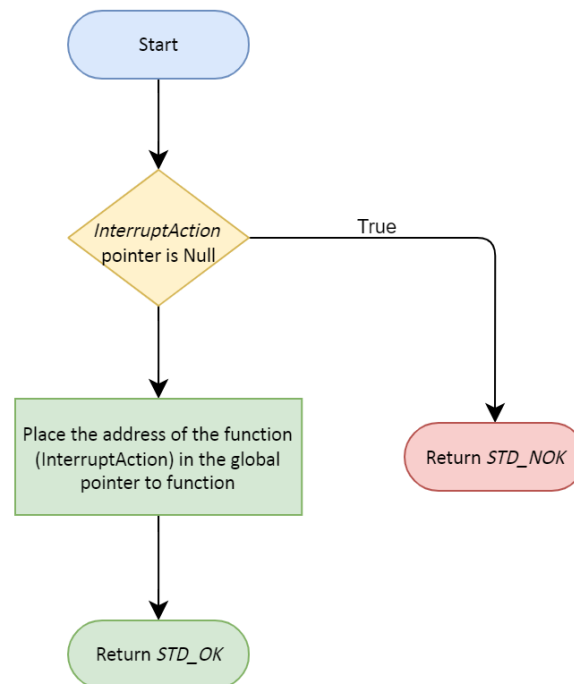 Start
InterruptAction
pointer is Null
True
Place the address of the function
(InterruptAction) in the global
pointer to function
Return STD_NOK
Return STD_OK